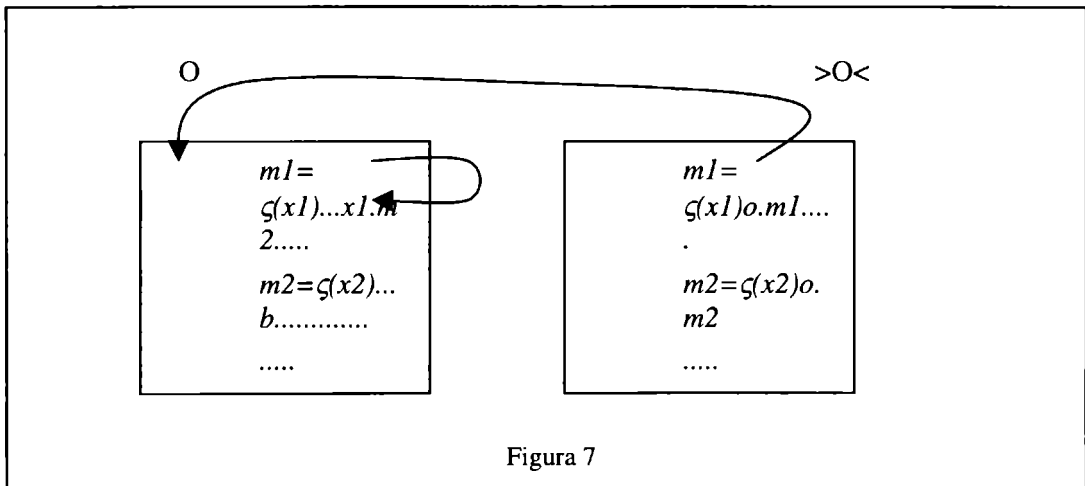 O
>O<
m1=
ς(x1)...x1.m
2.....
m2=ς(x2)...
b.............
.....
m1=
ς(x1)o.m1....
.
m2=ς(x2)o.
m2
.....
Figura 7